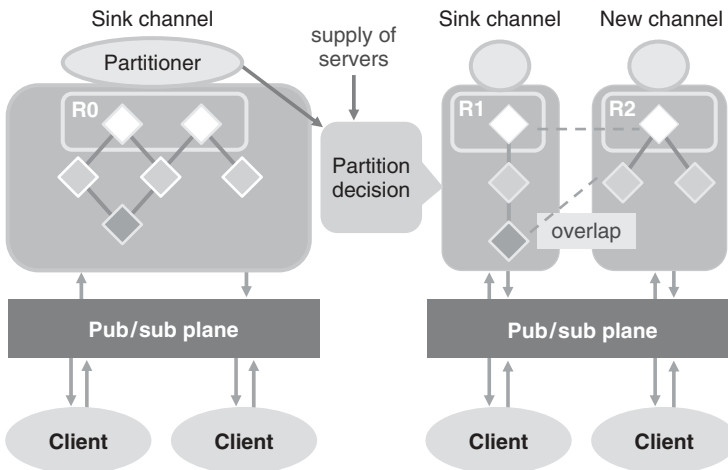 Sink channel
Partitioner
R0
supply of
servers
Partition
decision
Sink channel
New channel
R1
R2
overlap
Pub/sub plane
Pub/sub plane
Client
Client
Client
Client